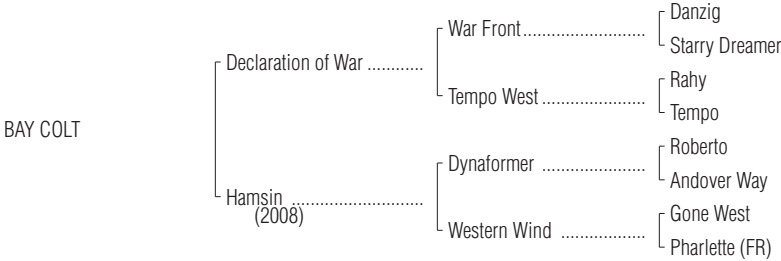 Danzig
War Front..........................
Starry Dreamer
Declaration of War ............
Rahy
Tempo West ......................
Tempo
BAY COLT
Roberto
Dynaformer ......................
Andover Way
Hamsin ............................
(2008)
Gone West
Western Wind ..................
Pharlette (FR)